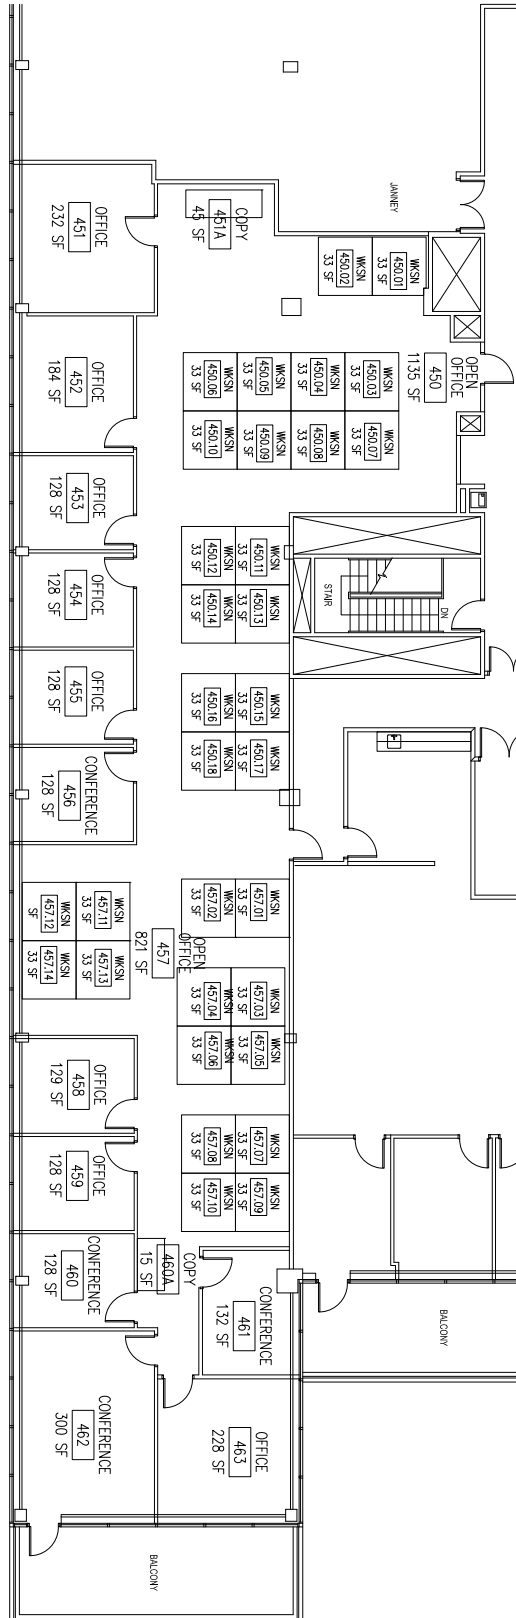 JANNEY
OFFICE
451
232 SF
COPY
451A
45 SF
WKSN
450.01
33 SF
WKSN
450.02
33 SF
OPEN
OFFICE
450
1135 SF
OFFICE
452
184 SF
WKSN
450.03
33 SF
WKSN
450.04
33 SF
WKSN
450.05
33 SF
WKSN
450.06
33 SF
WKSN
450.07
33 SF
WKSN
450.08
33 SF
WKSN
450.09
33 SF
WKSN
450.10
33 SF
OFFICE
453
128 SF
WKSN
450.11
33 SF
WKSN
450.12
33 SF
OFFICE
454
128 SF
WKSN
450.13
33 SF
WKSN
450.14
33 SF
STAIR
DN
OFFICE
455
128 SF
WKSN
450.15
33 SF
WKSN
450.16
33 SF
WKSN
450.17
33 SF
WKSN
450.18
33 SF
CONFERENCE
456
128 SF
WKSN
457.01
33 SF
WKSN
457.02
33 SF
WKSN
457.11
33 SF
WKSN
457.12
SF
OPEN
OFFICE
457
821 SF
WKSN
457.13
33 SF
WKSN
457.14
33 SF
WKSN
457.03
33 SF
WKSN
457.04
33 SF
WKSN
457.05
33 SF
WKSN
457.06
33 SF
OFFICE
458
129 SF
WKSN
457.07
33 SF
WKSN
457.08
33 SF
OFFICE
459
128 SF
WKSN
457.09
33 SF
WKSN
457.10
33 SF
CONFERENCE
460
128 SF
COPY
460A
15 SF
CONFERENCE
461
132 SF
BALCONY
CONFERENCE
462
300 SF
OFFICE
463
228 SF
BALCONY